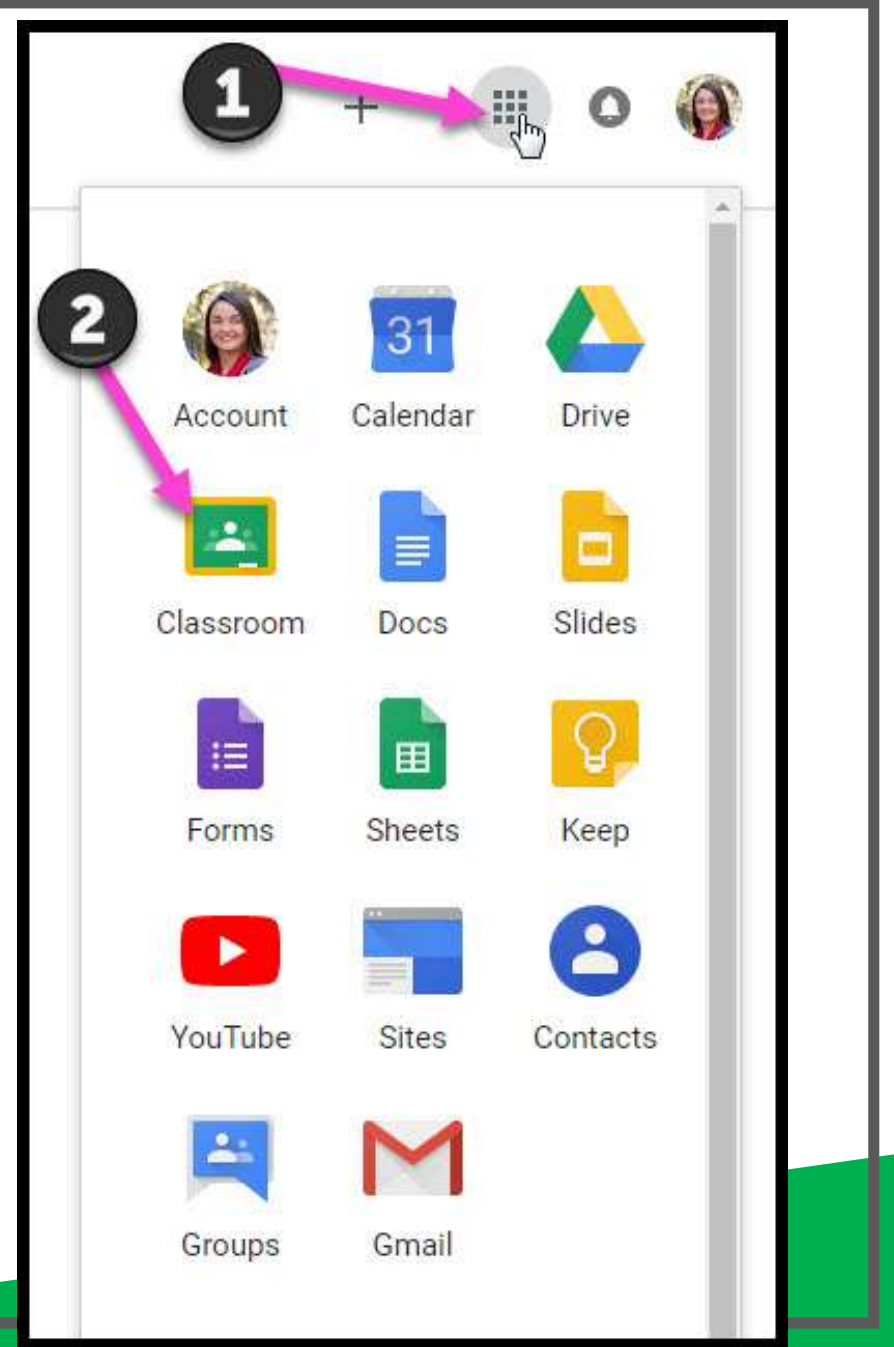 1
2
31
Account Calendar Drive
Classroom Docs Slides
Forms Sheets Keep
YouTube Sites Contacts
Groups Gmail